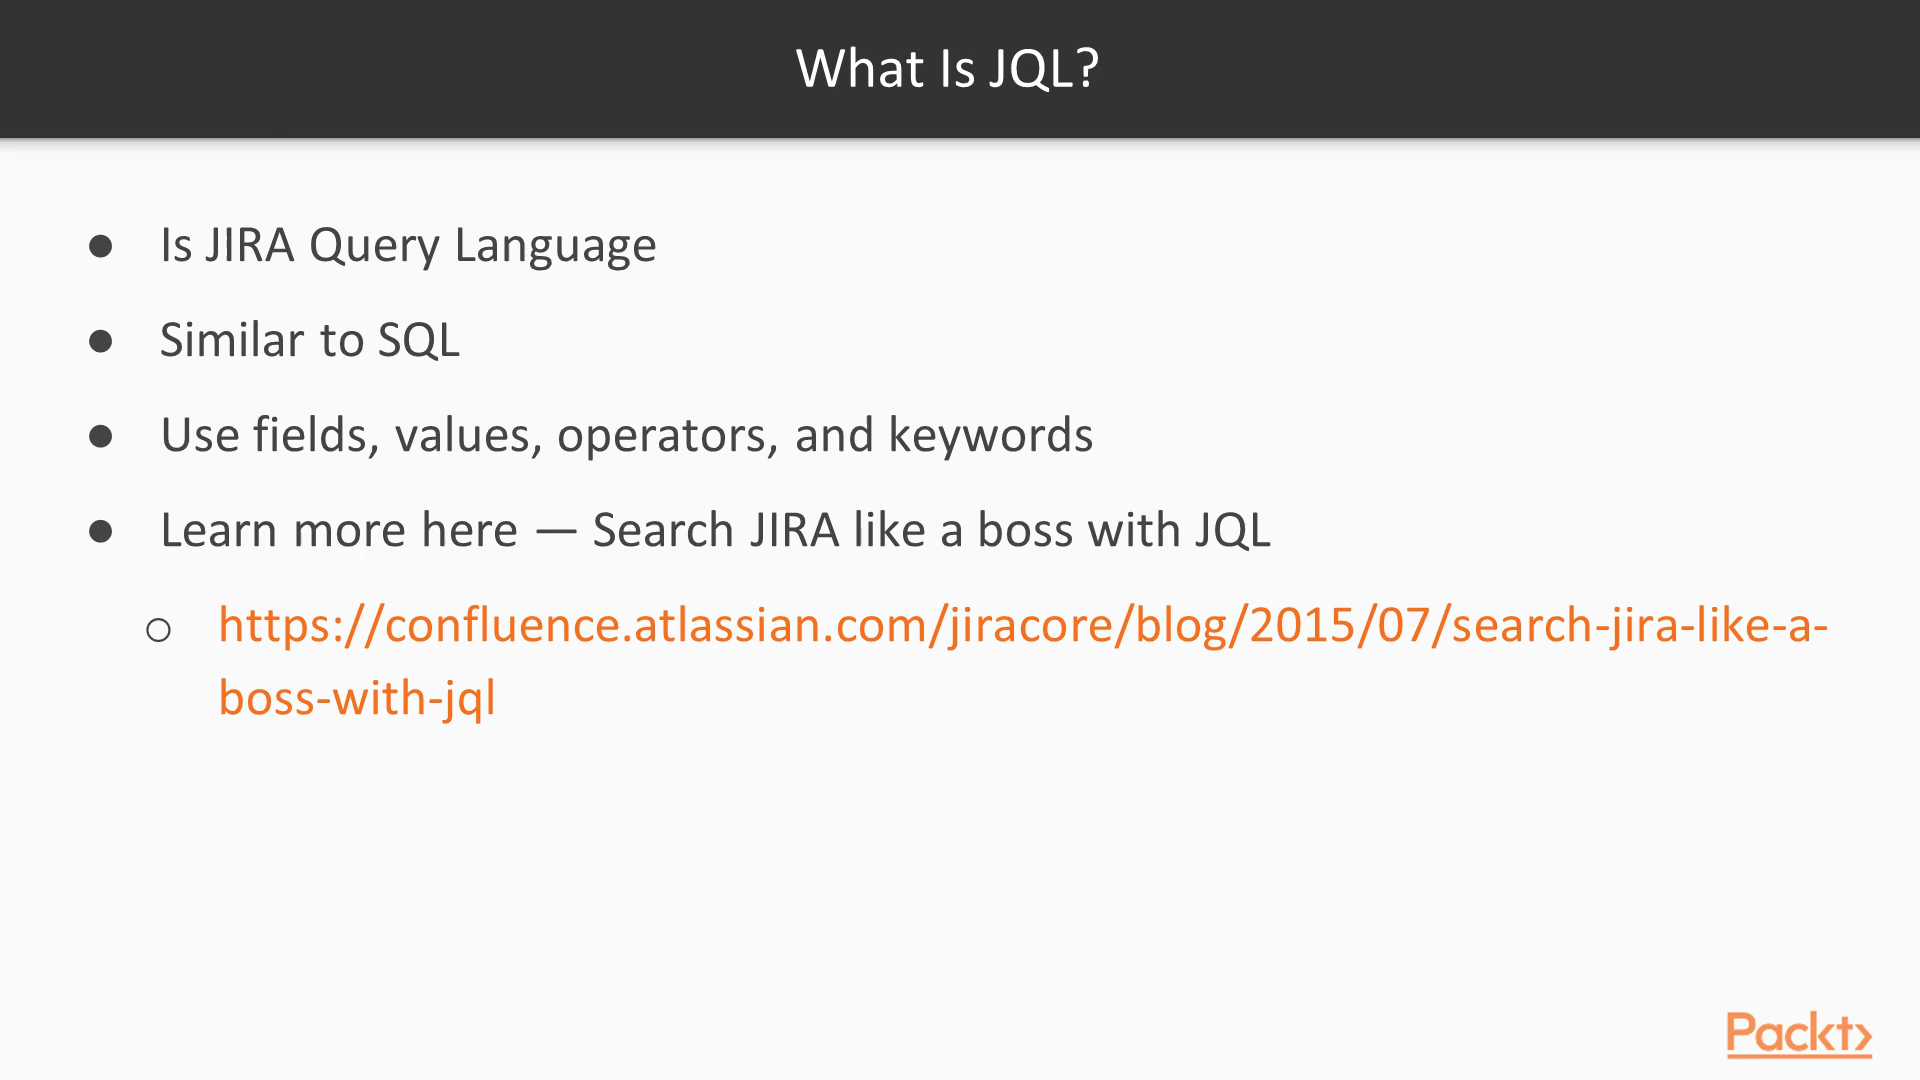 What Is JQL?
● Is JIRA Query Language
● Similar to SQL
● Use fields, values, operators, and keywords
● Learn more here — Search JIRA like a boss with JQL
○ https://confluence.atlassian.com/jiracore/blog/2015/07/search-jira-like-a-
boss-with-jql
Packt>